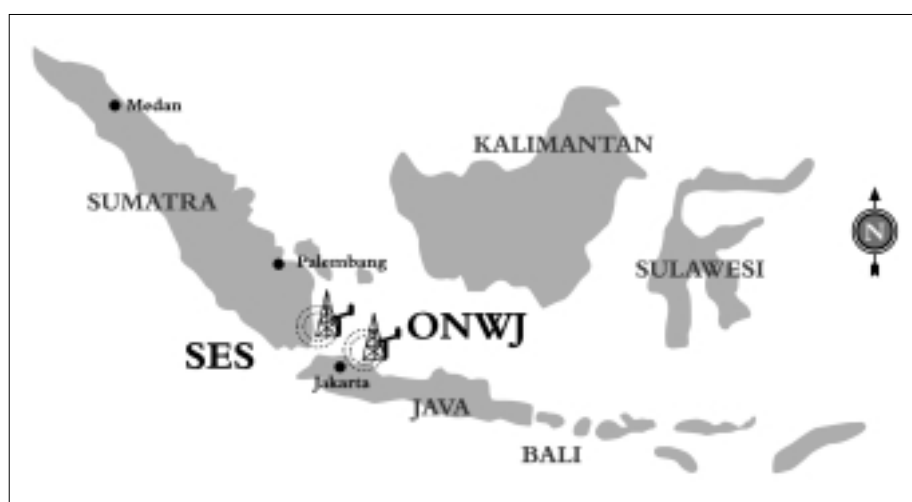 Medan
KALIMANTAN
SUMATRA
N
Palembang
SULAWESI
ONWJ
SES
Jakarta
JAVA
BALI